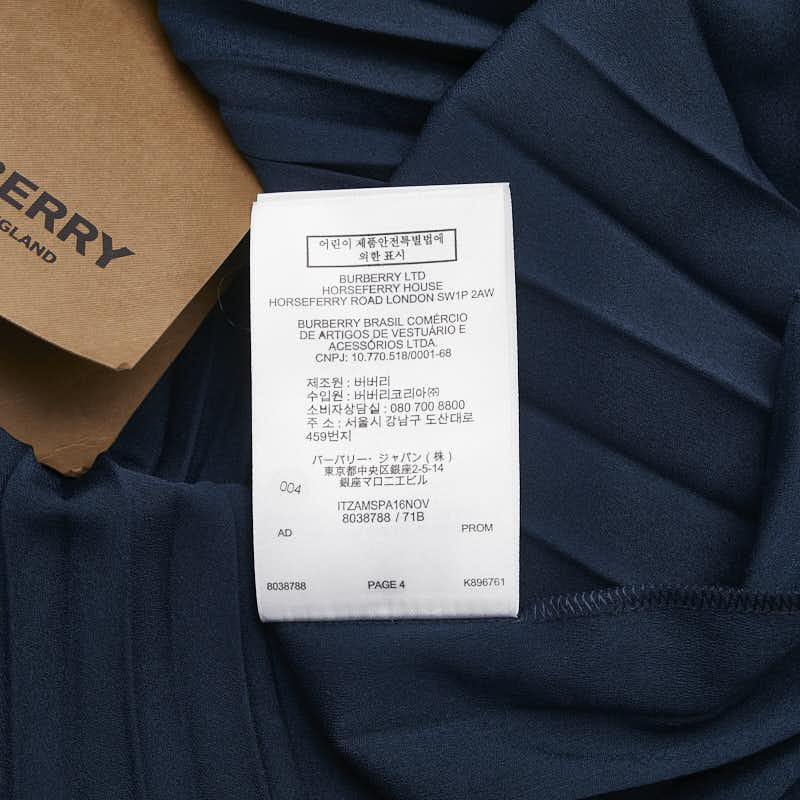 BERRY
NGLAND
어린이 제품안전특별법에
의한 표시
BURBERRY LTD
HORSEFERRY HOUSE
HORSEFERRY ROAD LONDON SW1P 2AW
BURBERRY BRASIL COMÉRCIO
DE ARTIGOS DE VESTUÁRIO E
ACESSÓRIOS LTDA.
CNPJ: 10.770.518/0001-68
제조원 : 버버리
수입원 : 버버리코리아㈜
소비자상담실 : 080 700 8800
주 소 : 서울시 강남구 도산대로
459번지
バーバリー・ジャパン ( 株 )
東京都中央区銀座2-5-14
銀座マロニエビル
004
ITZAMSPA16NOV
8038788 / 71B
AD PROM
8038788 PAGE 4 K896761